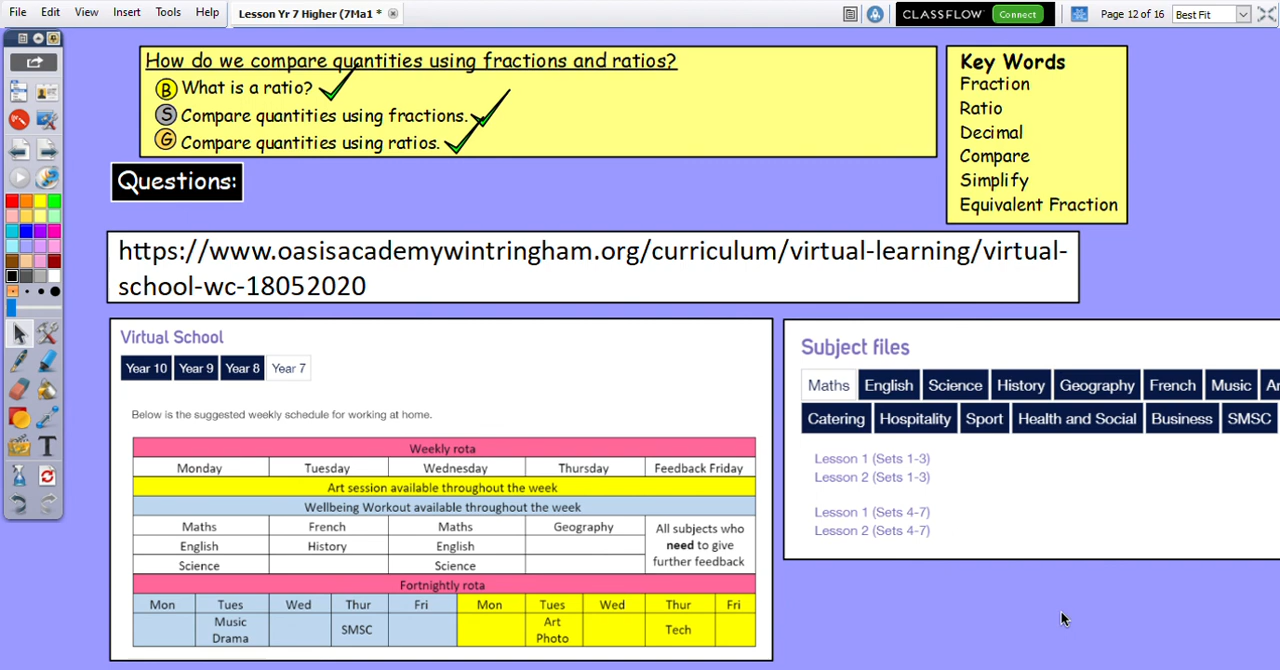 File Edit View Insert Tools Help
Lesson Yr 7 Higher (7Ma1 *
CLASSFLOW Connect
Page 12 of 16
Best Fit
How do we compare quantities using fractions and ratios?
B What is a ratio?
S Compare quantities using fractions.
G Compare quantities using ratios.
Key Words
Fraction
Ratio
Decimal
Compare
Simplify
Equivalent Fraction
Questions:
https://www.oasisacademywintringham.org/curriculum/virtual-learning/virtual-
school-wc-18052020
Virtual School
Year 10 Year 9 Year 8 Year 7
Below is the suggested weekly schedule for working at home.
Weekly rota
Monday Tuesday Wednesday Thursday Feedback Friday
Art session available throughout the week
Wellbeing Workout available throughout the week
Maths French Maths Geography All subjects who
English History English need to give
Science Science further feedback
Fortnightly rota
Mon Tues Wed Thur Fri Mon Tues Wed Thur Fri
Music Drama SMSC Art Photo Tech
Subject files
Maths English Science History Geography French Music Ar
Catering Hospitality Sport Health and Social Business SMSC
Lesson 1 (Sets 1-3)
Lesson 2 (Sets 1-3)
Lesson 1 (Sets 4-7)
Lesson 2 (Sets 4-7)
T